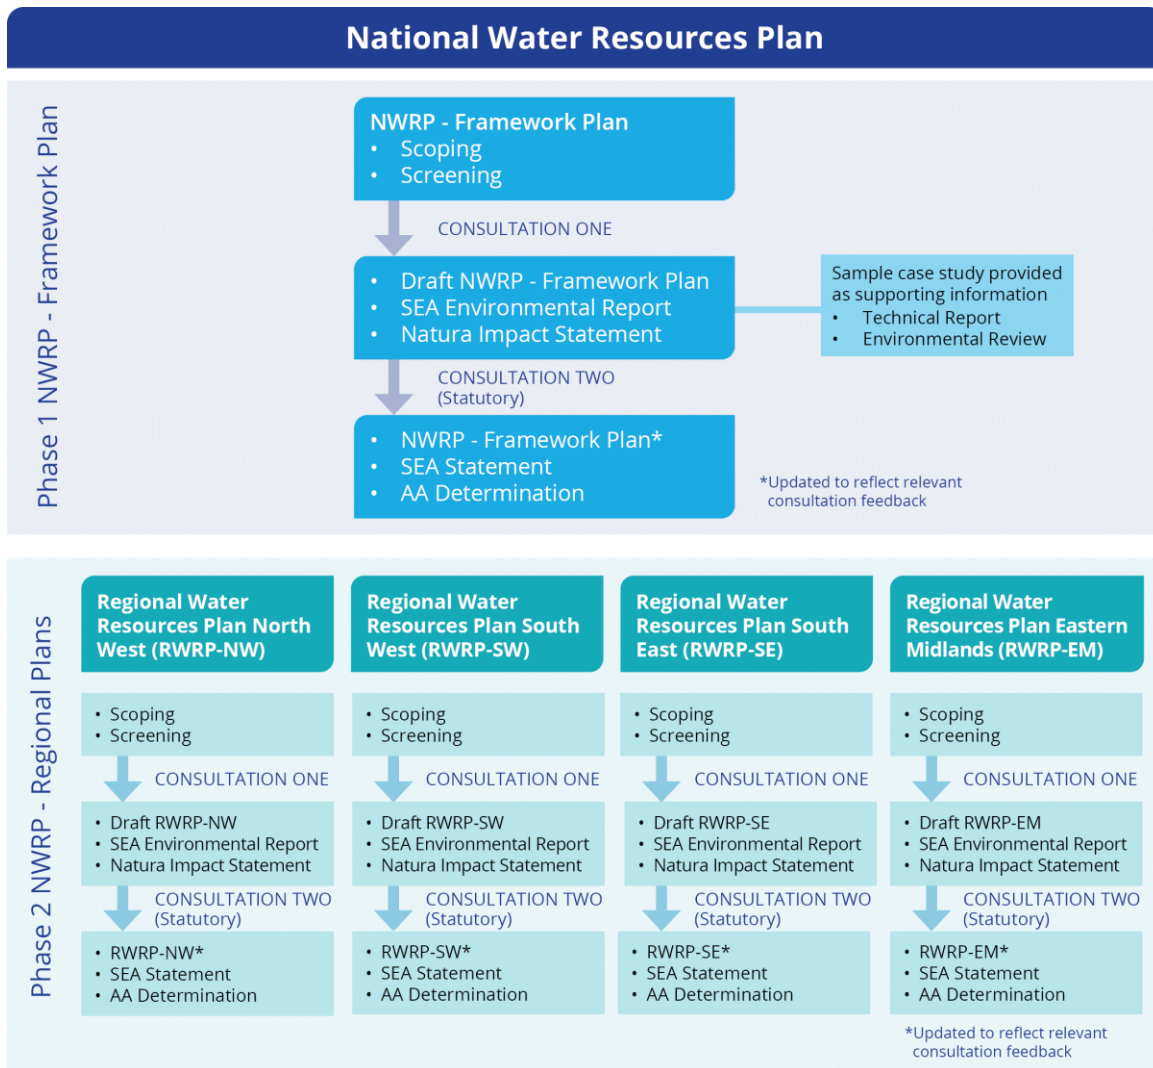 National Water Resources Plan
Phase 1 NWRP - Framework Plan
NWRP - Framework Plan
• Scoping
• Screening
CONSULTATION ONE
• Draft NWRP - Framework Plan
• SEA Environmental Report
• Natura Impact Statement
Sample case study provided
as supporting information
• Technical Report
• Environmental Review
CONSULTATION TWO
(Statutory)
• NWRP - Framework Plan*
• SEA Statement
• AA Determination
*Updated to reflect relevant
consultation feedback
Phase 2 NWRP - Regional Plans
Regional Water
Resources Plan North
West (RWRP-NW)
• Scoping
• Screening
CONSULTATION ONE
• Draft RWRP-NW
• SEA Environmental Report
• Natura Impact Statement
CONSULTATION TWO
(Statutory)
• RWRP-NW*
• SEA Statement
• AA Determination
Regional Water
Resources Plan South
West (RWRP-SW)
• Scoping
• Screening
CONSULTATION ONE
• Draft RWRP-SW
• SEA Environmental Report
• Natura Impact Statement
CONSULTATION TWO
(Statutory)
• RWRP-SW*
• SEA Statement
• AA Determination
Regional Water
Resources Plan South
East (RWRP-SE)
• Scoping
• Screening
CONSULTATION ONE
• Draft RWRP-SE
• SEA Environmental Report
• Natura Impact Statement
CONSULTATION TWO
(Statutory)
• RWRP-SE*
• SEA Statement
• AA Determination
Regional Water
Resources Plan Eastern
Midlands (RWRP-EM)
• Scoping
• Screening
CONSULTATION ONE
• Draft RWRP-EM
• SEA Environmental Report
• Natura Impact Statement
CONSULTATION TWO
(Statutory)
• RWRP-EM*
• SEA Statement
• AA Determination
*Updated to reflect relevant
consultation feedback